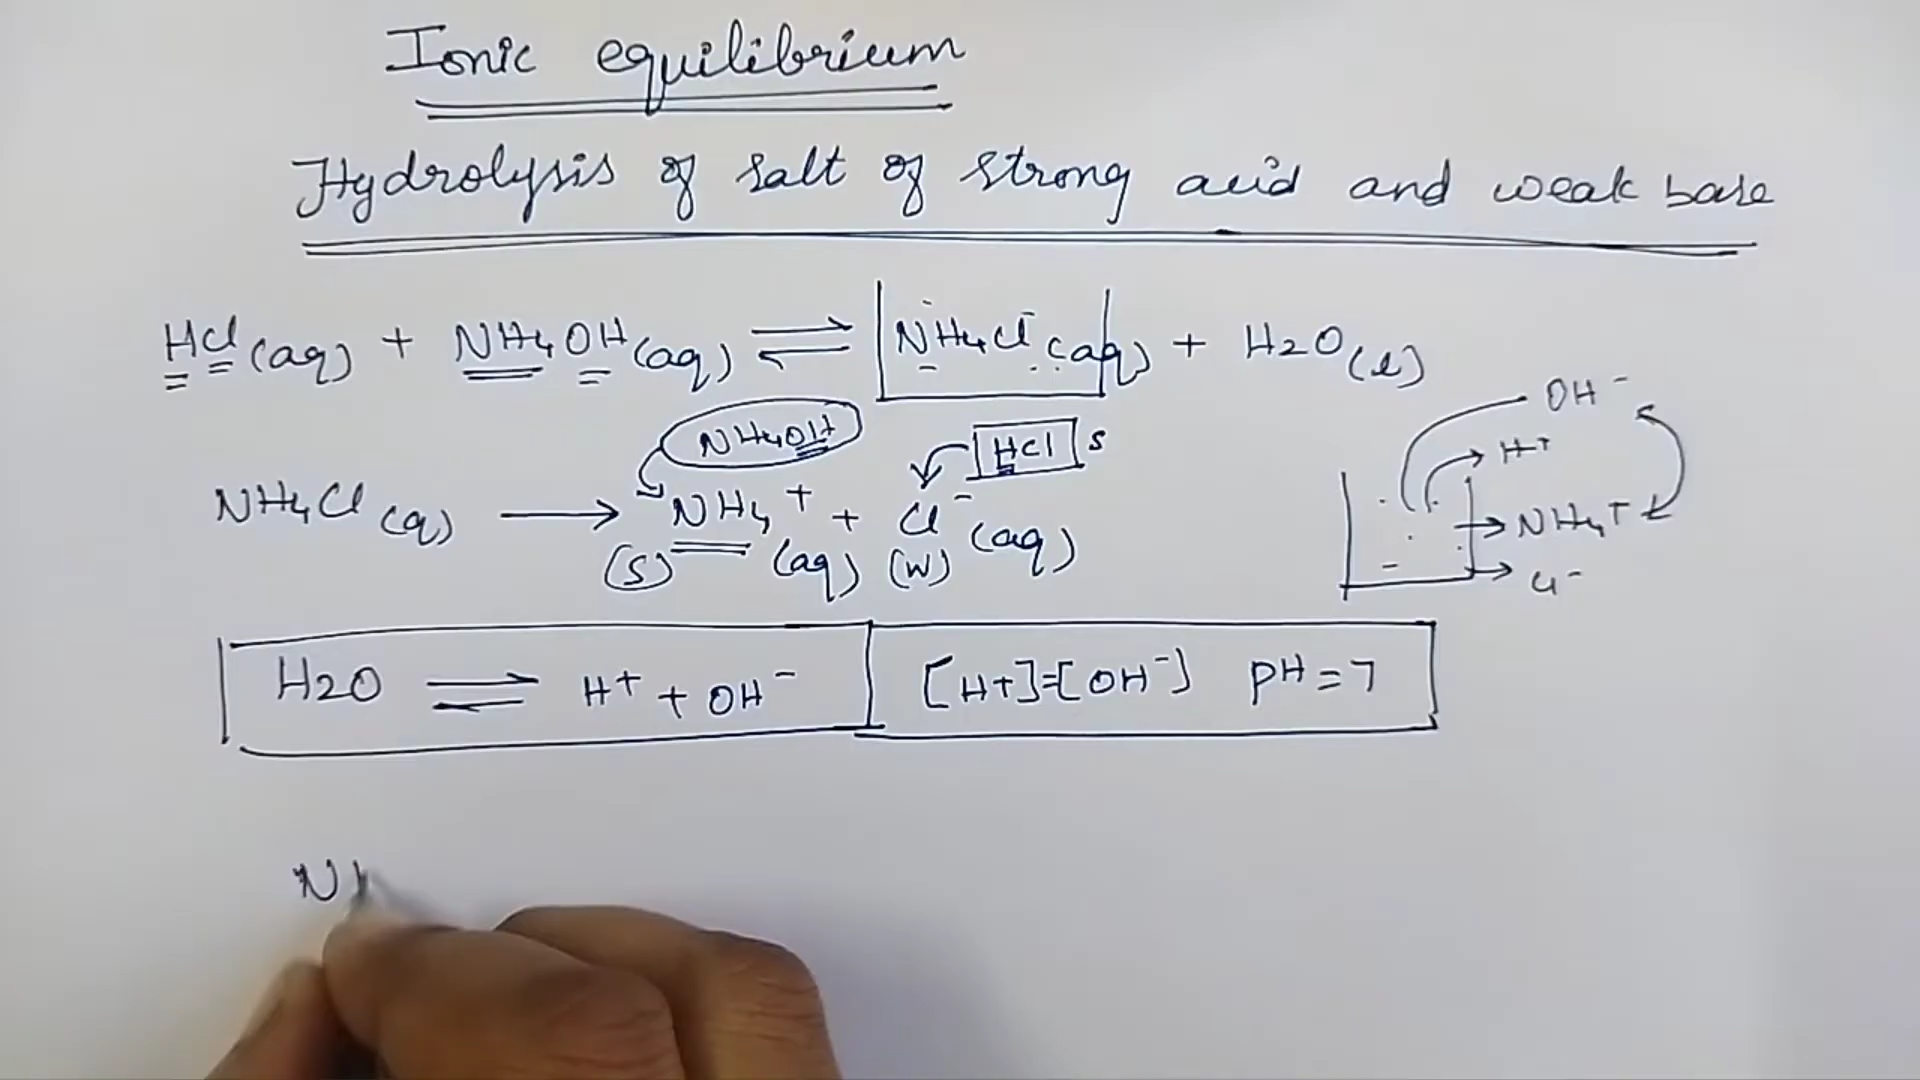 Ionic equilibrium
Hydrolysis of salt of strong acid and weak base
HCl (aq) + NH4OH (aq) ⇌ NH4Cl (aq) + H2O (l)
NH4OH
HCl s
NH4Cl (aq) → NH4+ (aq) + Cl- (aq)
(S) (W)
OH-
H+
NH4+
Cl-
H2O ⇌ H+ + OH-
[H+]=[OH-] PH=7
N